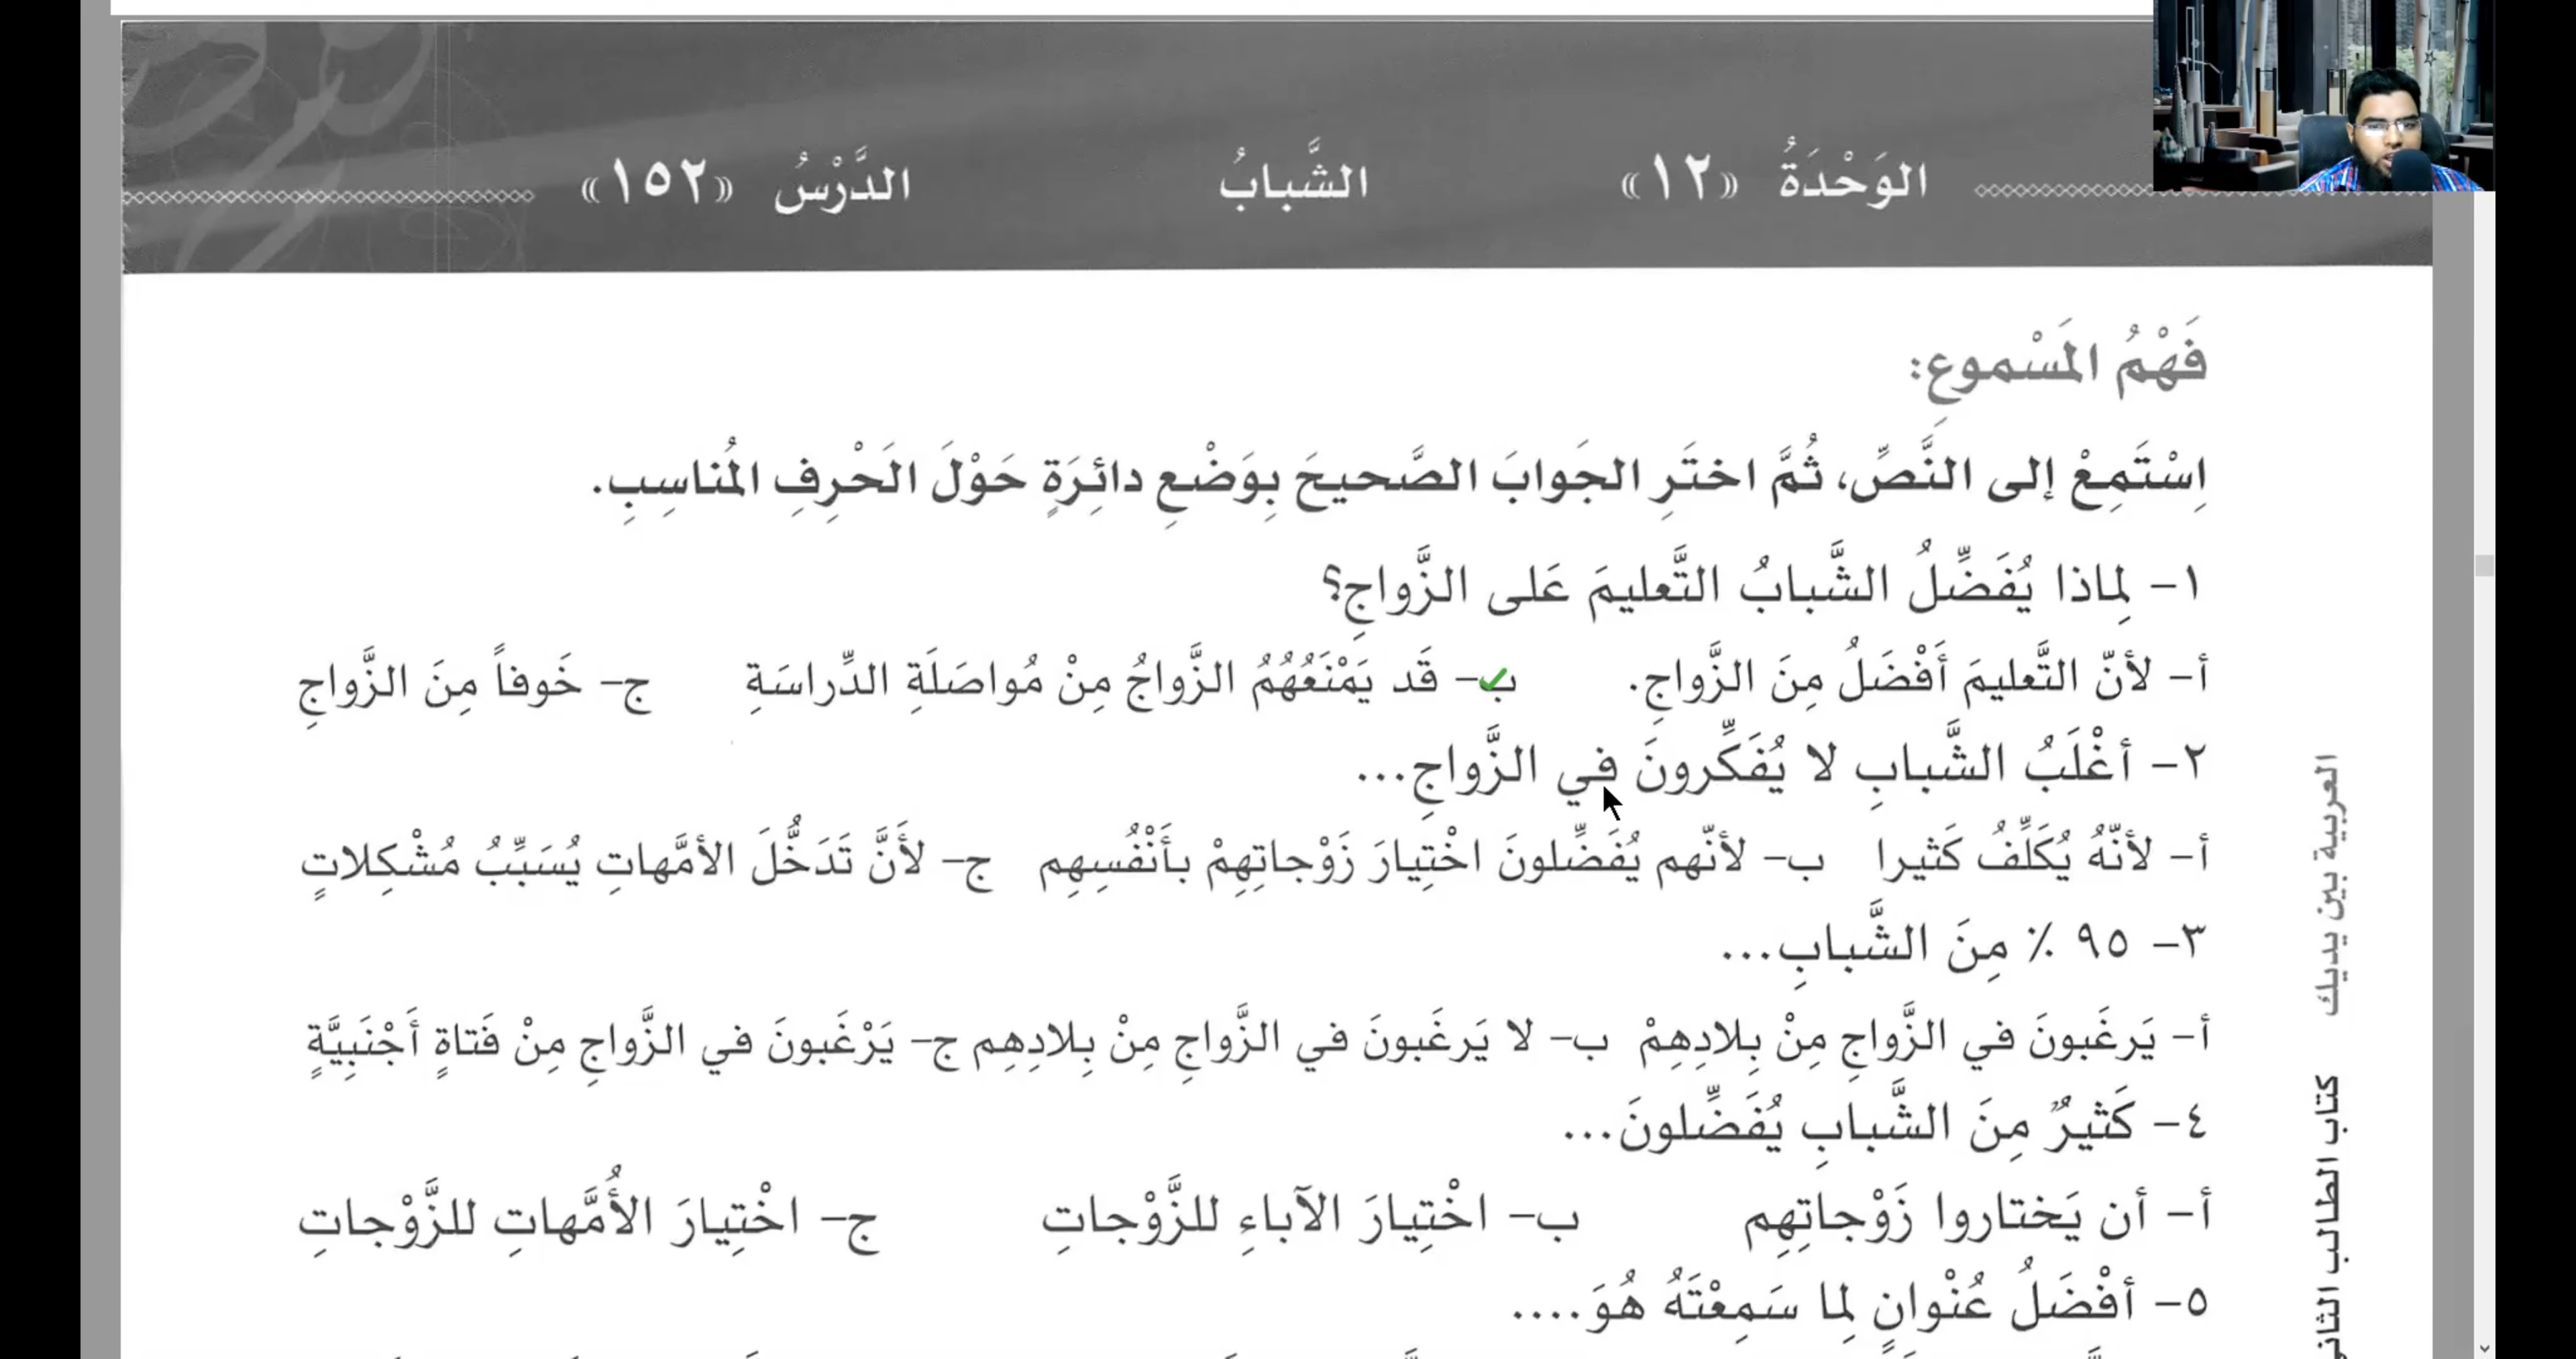 الوَحْدَةُ «١٢» الشَّبابُ الدَّرْسُ «١٥٢»
فَهْمُ المَسْموعِ:
اِسْتَمِعْ إلى النَّصِّ، ثُمَّ اختَرِ الجَوابَ الصَّحيحَ بِوَضْعِ دائِرَةٍ حَوْلَ الَحْرِفِ المُناسِبِ.
١- لِماذا يُفَضِّلُ الشَّبابُ التَّعليمَ عَلى الزَّواجِ؟
أ- لأنّ التَّعليمَ أَفْضَلُ مِنَ الزَّواجِ. ب- قَد يَمْنَعُهُمُ الزَّواجُ مِنْ مُواصَلَةِ الدِّراسَةِ ج- خَوفاً مِنَ الزَّواجِ
٢- أغْلَبُ الشَّبابِ لا يُفَكِّرونَ في الزَّواجِ...
أ- لأنّهُ يُكَلِّفُ كَثيرا ب- لأنّهم يُفَضِّلونَ اخْتِيارَ زَوْجاتِهِمْ بأَنْفُسِهِم ج- لأَنَّ تَدَخُّلَ الأمَّهاتِ يُسَبِّبُ مُشْكِلاتٍ
٣- ٩٥ ٪ مِنَ الشَّبابِ...
أ- يَرغَبونَ في الزَّواجِ مِنْ بِلادِهِمْ ب- لا يَرغَبونَ في الزَّواجِ مِنْ بِلادِهِم ج- يَرْغَبونَ في الزَّواجِ مِنْ فَتاةٍ أَجْنَبِيَّةٍ
٤- كَثيرٌ مِنَ الشَّبابِ يُفَضِّلونَ...
أ- أن يَختاروا زَوْجاتِهِم ب- اخْتِيارَ الآباءِ للزَّوْجاتِ ج- اخْتِيارَ الأُمَّهاتِ للزَّوْجاتِ
٥- أفْضَلُ عُنْوانٍ لِما سَمِعْتَهُ هُوَ....
العربية بين يديك كتاب الطالب